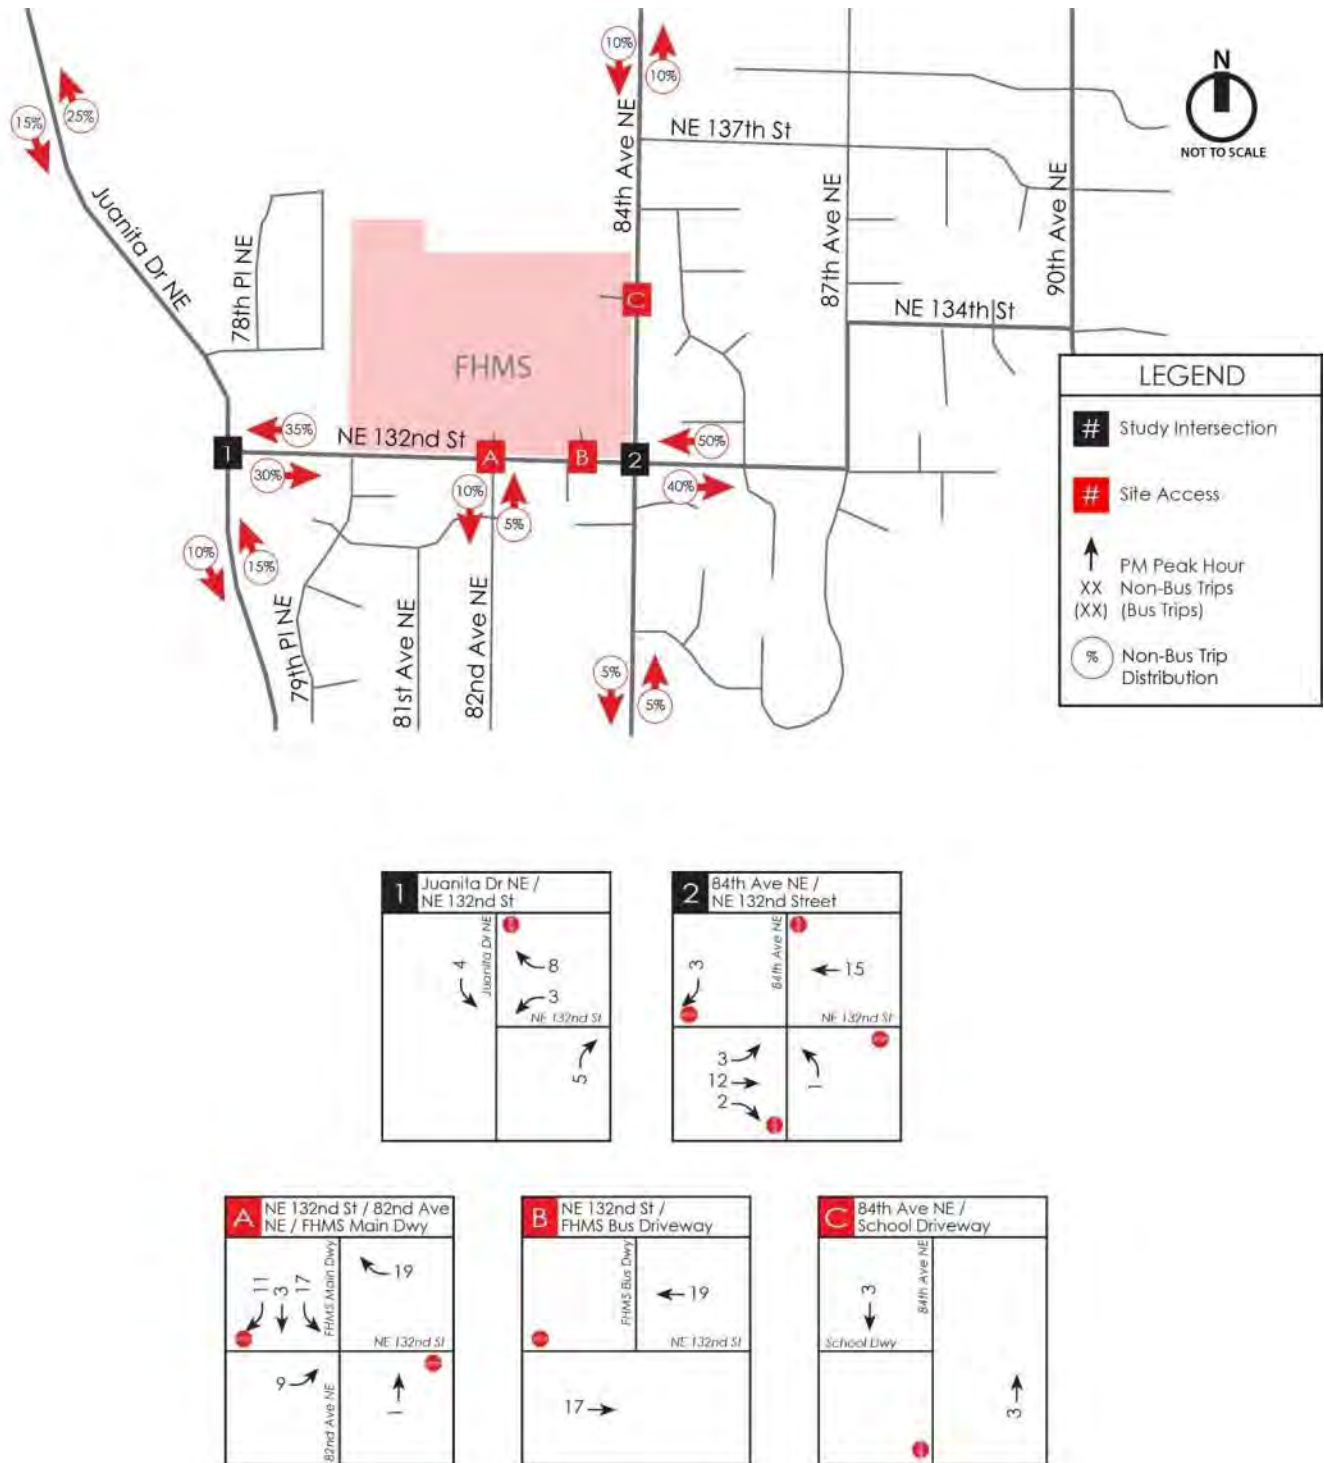 10%
10%
N
NOT TO SCALE
15%
25%
NE 137th St
84th Ave NE
Juanita Dr NE
78th Pl NE
87th Ave NE
90th Ave NE
C
NE 134th St
FHMS
35%
NE 132nd St
50%
1
A
B
2
30%
10%
40%
5%
10%
15%
79th Pl NE
81st Ave NE
82nd Ave NE
5%
5%
LEGEND
# Study Intersection
# Site Access
PM Peak Hour
XX Non-Bus Trips
(XX) (Bus Trips)
% Non-Bus Trip
Distribution
1 Juanita Dr NE /
NE 132nd St
Juanita Dr NE
4
8
3
NE 132nd St
5
2 84th Ave NE /
NE 132nd Street
84th Ave NE
3
15
NE 132nd St
3
12
2
1
A NE 132nd St / 82nd Ave
NE / FHMS Main Dwy
11
3
17
FHMS Main Dwy
19
NE 132nd St
9
82nd Ave NE
1
B NE 132nd St /
FHMS Bus Driveway
FHMS Bus Dwy
19
NE 132nd St
17
C 84th Ave NE /
School Driveway
3
84th Ave NE
School Dwy
3